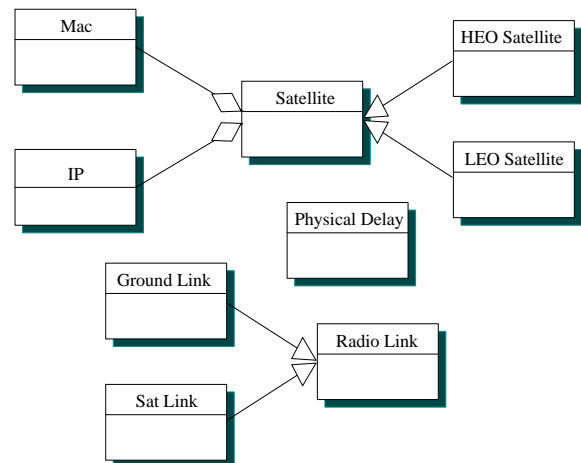 Mac
HEO Satellite
Satellite
IP
LEO Satellite
Physical Delay
Ground Link
Radio Link
Sat Link